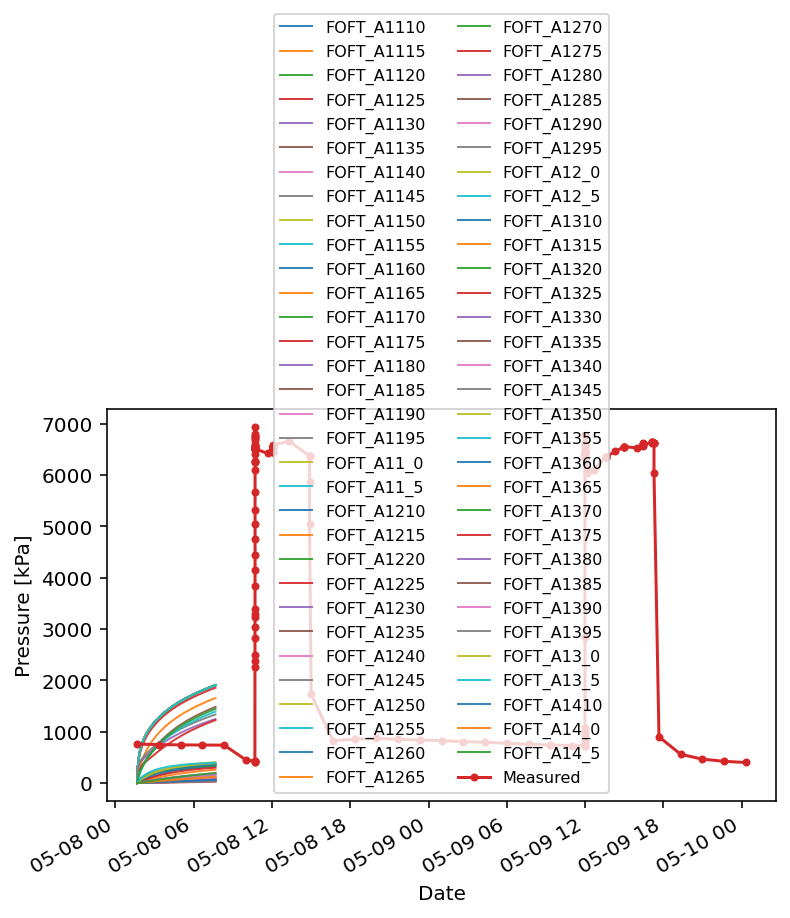 FOFT_A1110
FOFT_A1115
FOFT_A1120
FOFT_A1125
FOFT_A1130
FOFT_A1135
FOFT_A1140
FOFT_A1145
FOFT_A1150
FOFT_A1155
FOFT_A1160
FOFT_A1165
FOFT_A1170
FOFT_A1175
FOFT_A1180
FOFT_A1185
FOFT_A1190
FOFT_A1195
FOFT_A11_0
FOFT_A11_5
FOFT_A1210
FOFT_A1215
FOFT_A1220
FOFT_A1225
FOFT_A1230
FOFT_A1235
FOFT_A1240
FOFT_A1245
FOFT_A1250
FOFT_A1255
FOFT_A1260
FOFT_A1265
FOFT_A1270
FOFT_A1275
FOFT_A1280
FOFT_A1285
FOFT_A1290
FOFT_A1295
FOFT_A12_0
FOFT_A12_5
FOFT_A1310
FOFT_A1315
FOFT_A1320
FOFT_A1325
FOFT_A1330
FOFT_A1335
FOFT_A1340
FOFT_A1345
FOFT_A1350
FOFT_A1355
FOFT_A1360
FOFT_A1365
FOFT_A1370
FOFT_A1375
FOFT_A1380
FOFT_A1385
FOFT_A1390
FOFT_A1395
FOFT_A13_0
FOFT_A13_5
FOFT_A1410
FOFT_A14_0
FOFT_A14_5
Measured
7000
6000
5000
4000
3000
2000
1000
0
Pressure [kPa]
05-08 00
05-08 06
05-08 12
05-08 18
05-09 00
05-09 06
05-09 12
05-09 18
05-10 00
Date